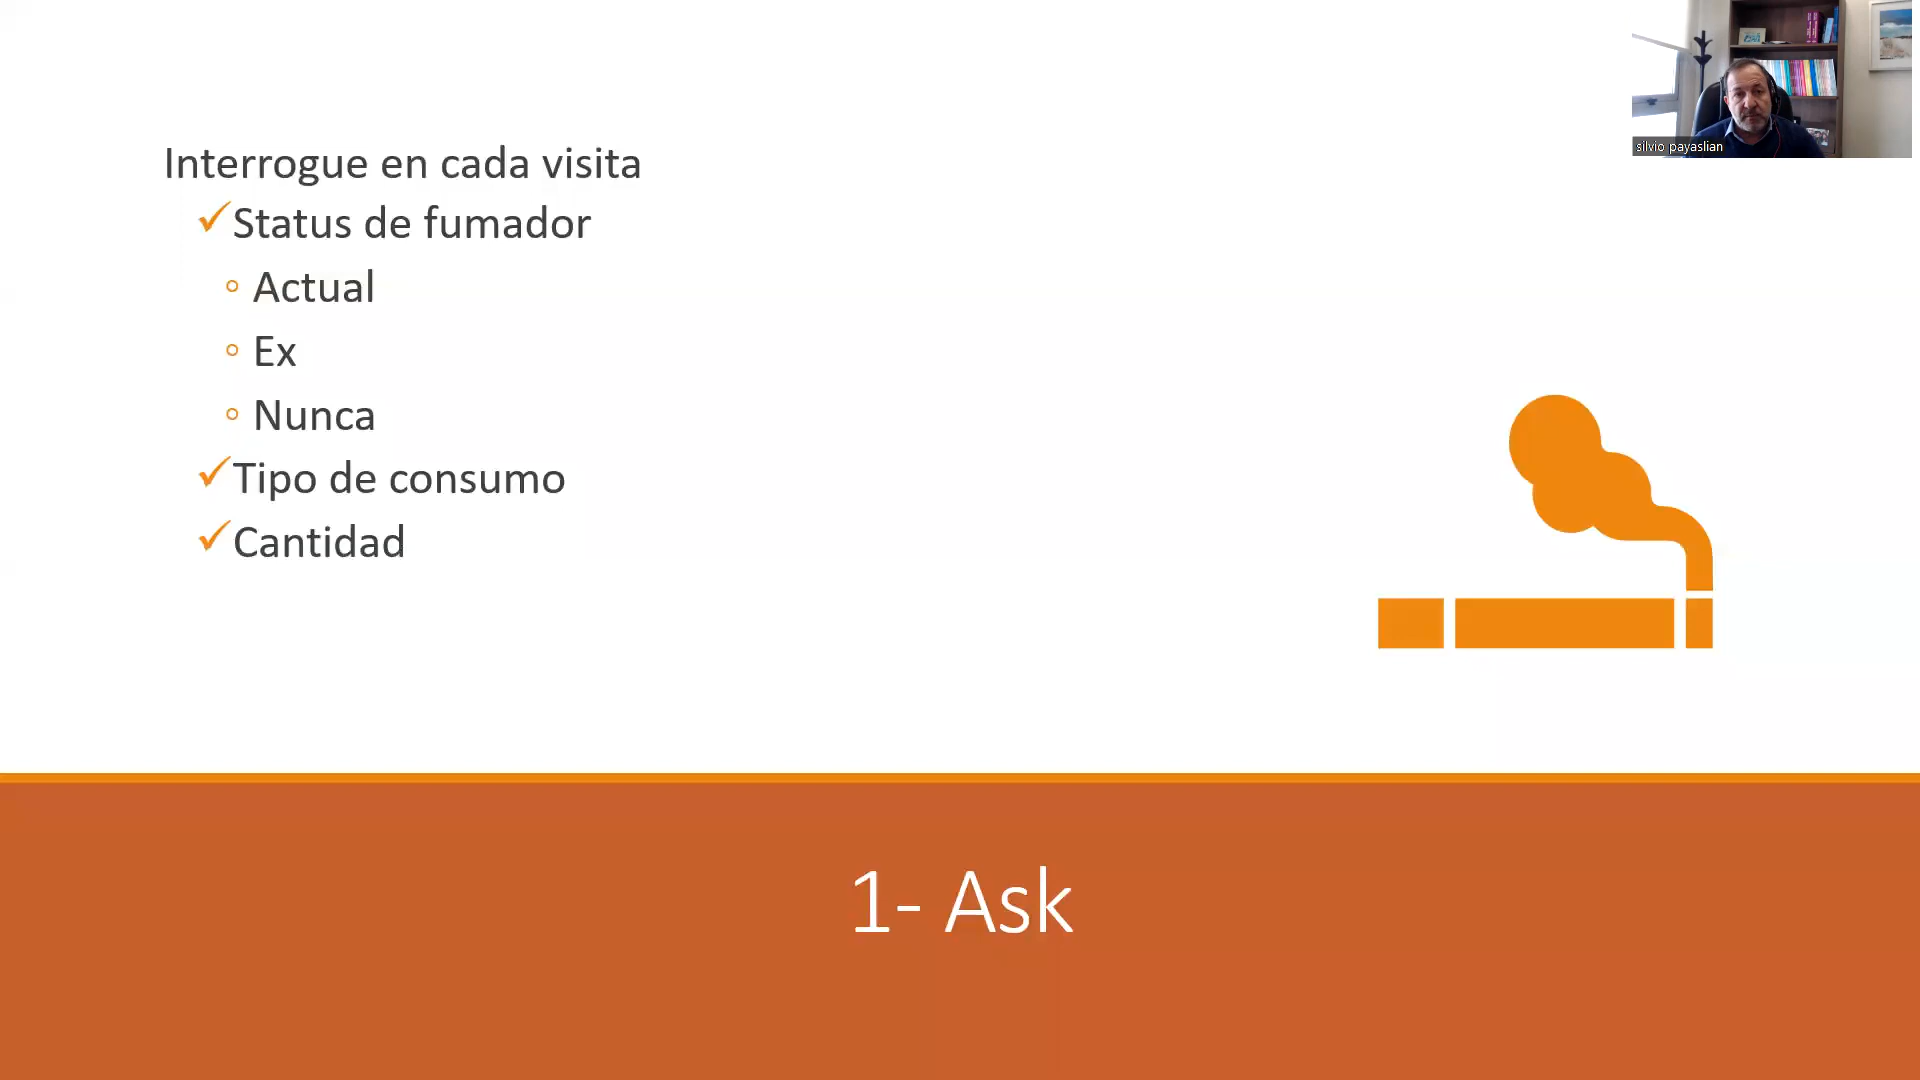 silvio payaslian
Interrogue en cada visita
Status de fumador
Actual
Ex
Nunca
Tipo de consumo
Cantidad
1- Ask